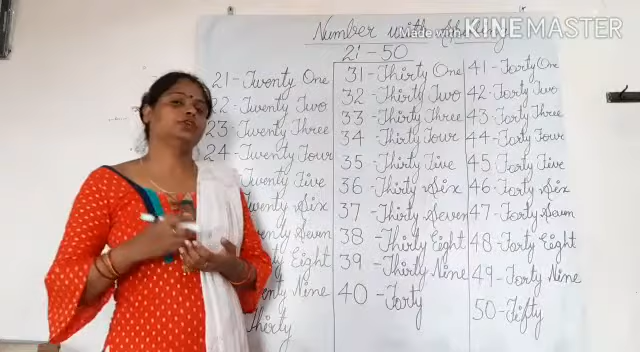 Number with Spelling
Made with KINEMASTER
21 - 50
21 - Twenty One
22 - Twenty Two
23 - Twenty Three
24 - Twenty Four
Twenty Five
Twenty Six
Twenty Seven
Eight
Nine
Thirty
31 - Thirty One
32 - Thirty Two
33 - Thirty Three
34 - Thirty Four
35 - Thirty Five
36 - Thirty Six
37 - Thirty Seven
38 - Thirty Eight
39 - Thirty Nine
40 - Forty
41 - Forty One
42 - Forty Two
43 - Forty Three
44 - Forty Four
45 - Forty Five
46 - Forty Six
47 - Forty Seven
48 - Forty Eight
49 - Forty Nine
50 - Fifty